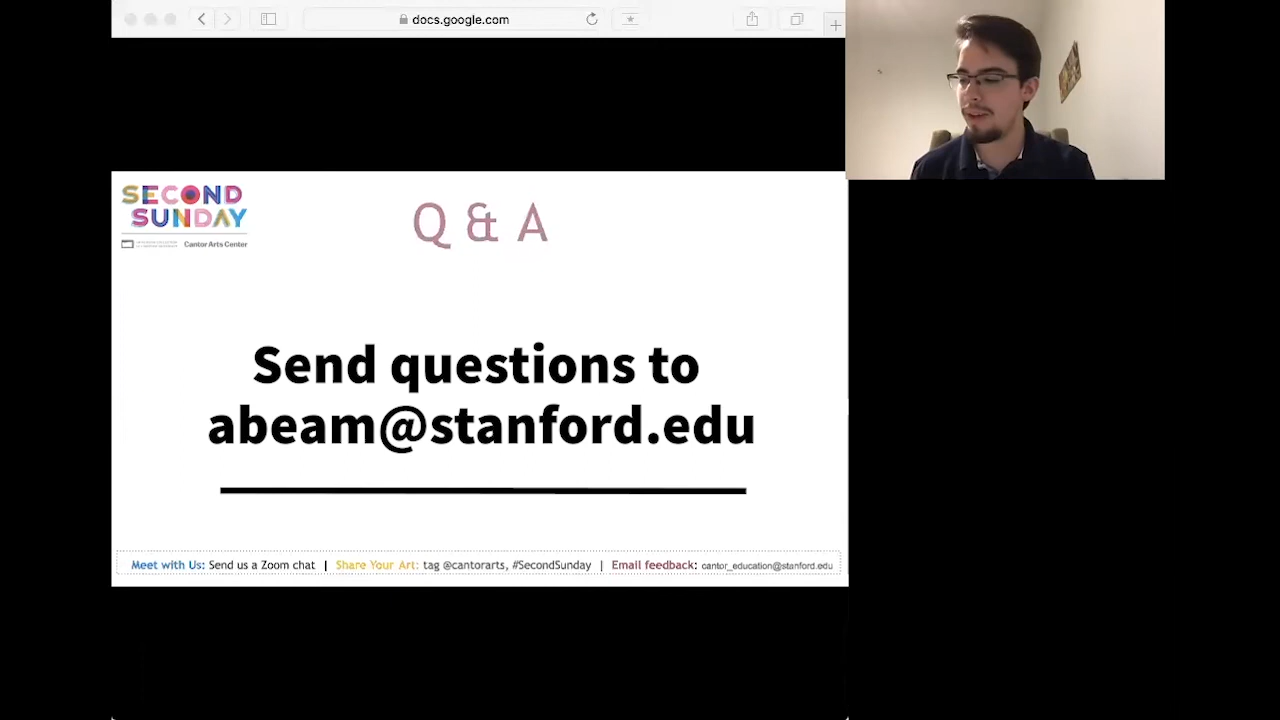 docs.google.com
SECOND
SUNDAY
Cantor Arts Center
Q & A
Send questions to
abeam@stanford.edu
Meet with Us: Send us a Zoom chat | Share Your Art: tag @cantorarts, #SecondSunday | Email feedback: cantor_education@stanford.edu